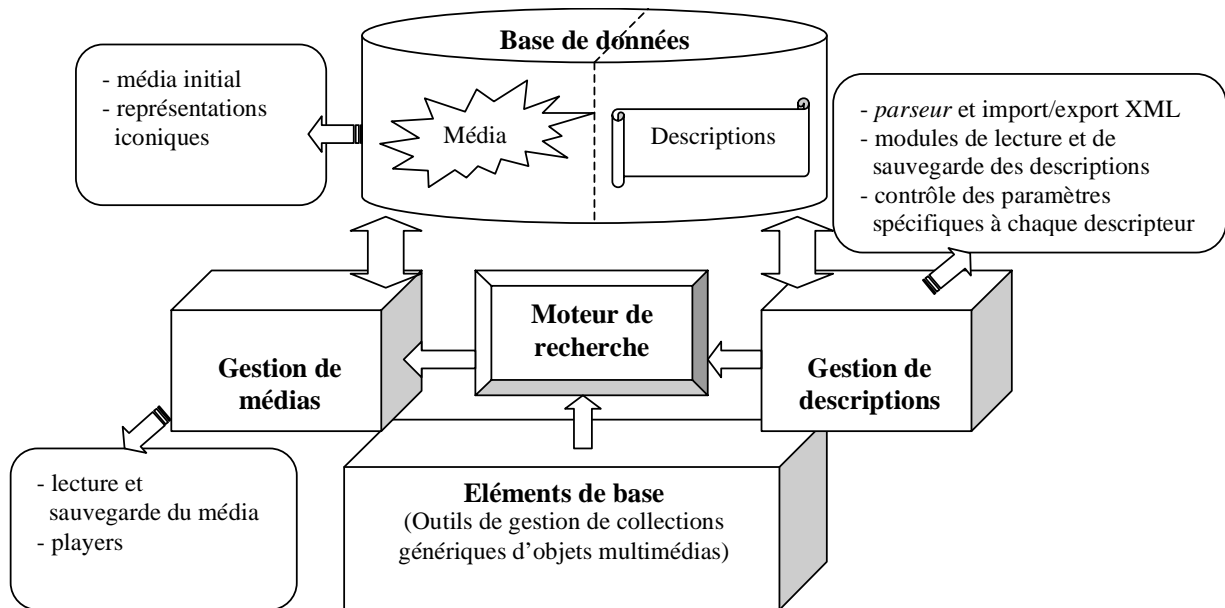 Base de données
- média initial
- représentations
iconiques
Média
Descriptions
- parseur et import/export XML
- modules de lecture et de
sauvegarde des descriptions
- contrôle des paramètres
spécifiques à chaque descripteur
Moteur de
recherche
Gestion de
médias
Gestion de
descriptions
- lecture et
sauvegarde du média
- players
Eléments de base
(Outils de gestion de collections
génériques d’objets multimédias)